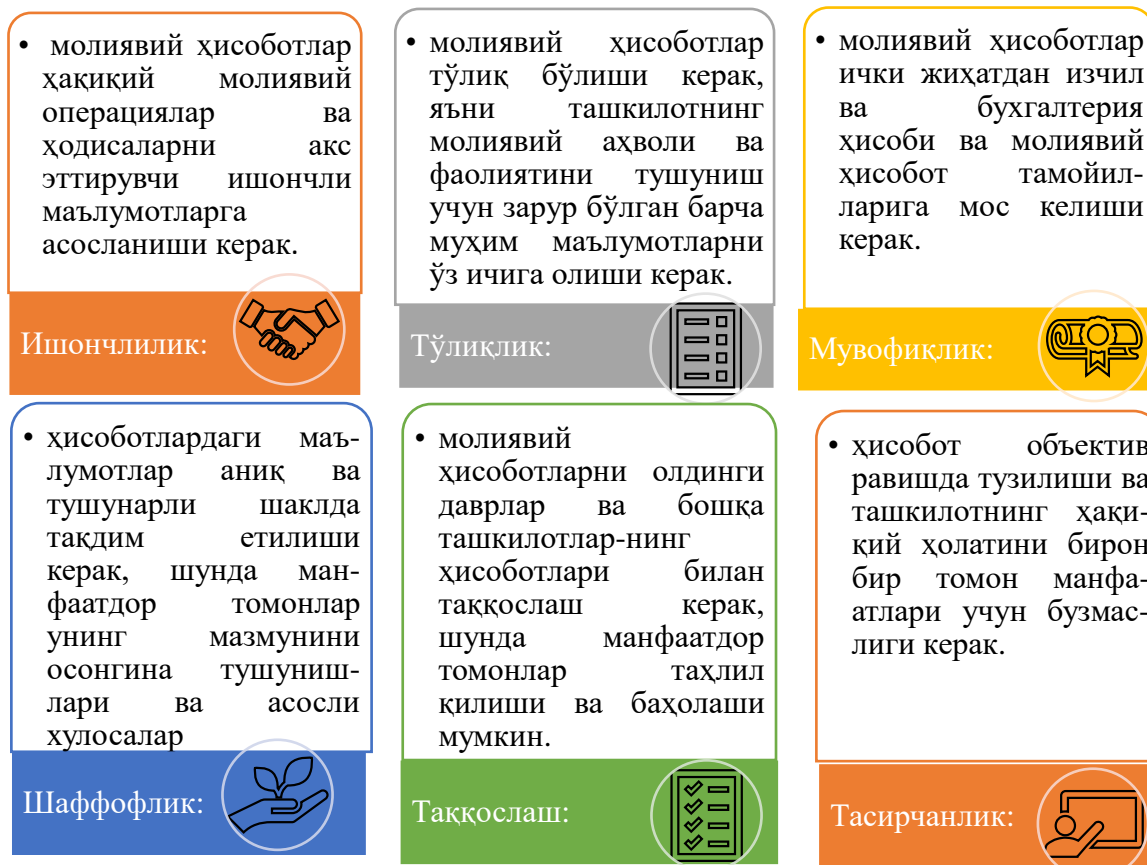 • молиявий ҳисоботлар
ҳақиқий молиявий
операциялар ва
ҳодисаларни акс
эттирувчи ишончли
маълумотларга
асосланиши керак.
Ишончлилик:
• молиявий ҳисоботлар
тўлиқ бўлиши керак,
яъни ташкилотнинг
молиявий аҳволи ва
фаолиятини тушуниш
учун зарур бўлган барча
муҳим маълумотларни
ўз ичига олиши керак.
Тўлиқлик:
• молиявий ҳисоботлар
ички жиҳатдан изчил
ва бухгалтерия
ҳисоби ва молиявий
ҳисобот тамойил-
ларига мос келиши
керак.
Мувофиқлик:
• ҳисоботлардаги маъ-
лумотлар аниқ ва
тушунарли шаклда
тақдим етилиши
керак, шунда ман-
фаатдор томонлар
унинг мазмунини
осонгина тушуниш-
лари ва асосли
хулосалар
Шаффофлик:
• молиявий
ҳисоботларни олдинги
даврлар ва бошқа
ташкилотлар-нинг
ҳисоботлари билан
таққослаш керак,
шунда манфаатдор
томонлар таҳлил
қилиши ва баҳолаши
мумкин.
Таққослаш:
• ҳисобот объектив
равишда тузилиши ва
ташкилотнинг ҳақи-
қий ҳолатини бирон
бир томон манфа-
атлари учун бузмас-
лиги керак.
Тасирчанлик: